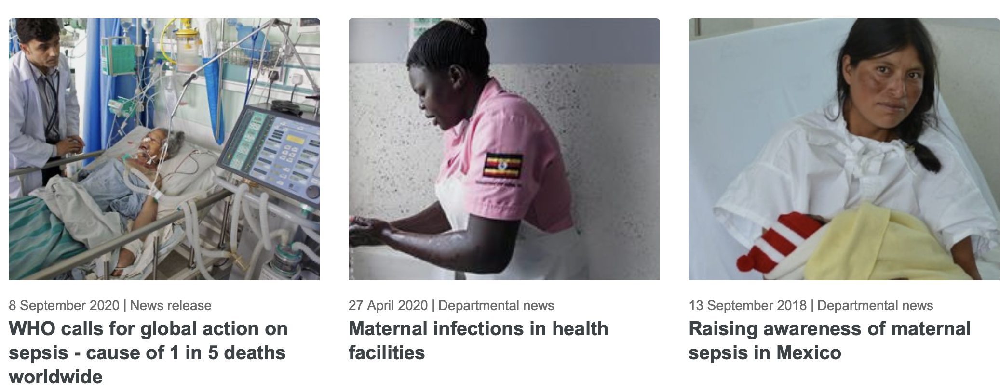 8 September 2020 | News release
WHO calls for global action on
sepsis - cause of 1 in 5 deaths
worldwide
27 April 2020 | Departmental news
Maternal infections in health
facilities
13 September 2018 | Departmental news
Raising awareness of maternal
sepsis in Mexico